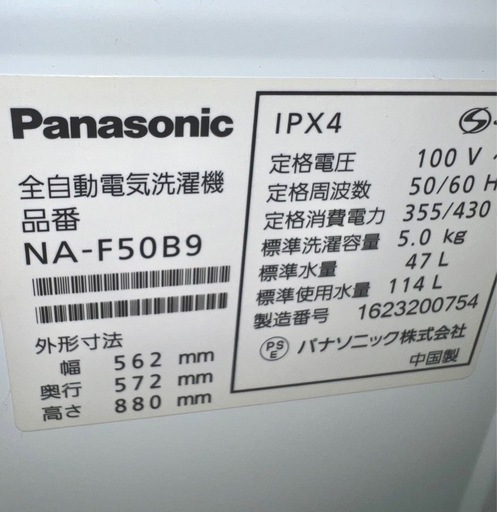 Panasonic
全自動電気洗濯機
品番
NA-F50B9
外形寸法
幅 562 mm
奥行 572 mm
高さ 880 mm
IPX4
定格電圧 100 V
定格周波数 50/60 H
定格消費電力 355/430
標準洗濯容量 5.0 kg
標準水量 47 L
標準使用水量 114 L
製造番号 1623200754
PSE パナソニック株式会社
中国製